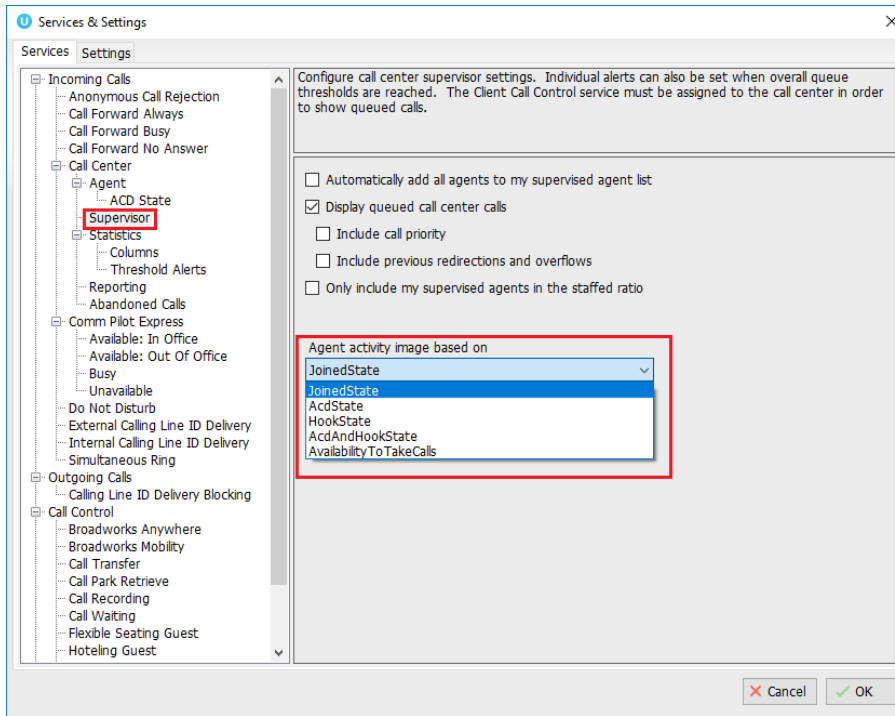 Services & Settings
Services
Settings
Incoming Calls
Anonymous Call Rejection
Call Forward Always
Call Forward Busy
Call Forward No Answer
Call Center
Agent
ACD State
Supervisor
Statistics
Columns
Threshold Alerts
Reporting
Abandoned Calls
Comm Pilot Express
Available: In Office
Available: Out Of Office
Busy
Unavailable
Do Not Disturb
External Calling Line ID Delivery
Internal Calling Line ID Delivery
Simultaneous Ring
Outgoing Calls
Calling Line ID Delivery Blocking
Call Control
Broadworks Anywhere
Broadworks Mobility
Call Transfer
Call Park Retrieve
Call Recording
Call Waiting
Flexible Seating Guest
Hoteling Guest
Configure call center supervisor settings. Individual alerts can also be set when overall queue
thresholds are reached. The Client Call Control service must be assigned to the call center in order
to show queued calls.
Automatically add all agents to my supervised agent list
Display queued call center calls
Include call priority
Include previous redirections and overflows
Only include my supervised agents in the staffed ratio
Agent activity image based on
JoinedState
JoinedState
AcdState
HookState
AcdAndHookState
AvailabilityToTakeCalls
Cancel
OK